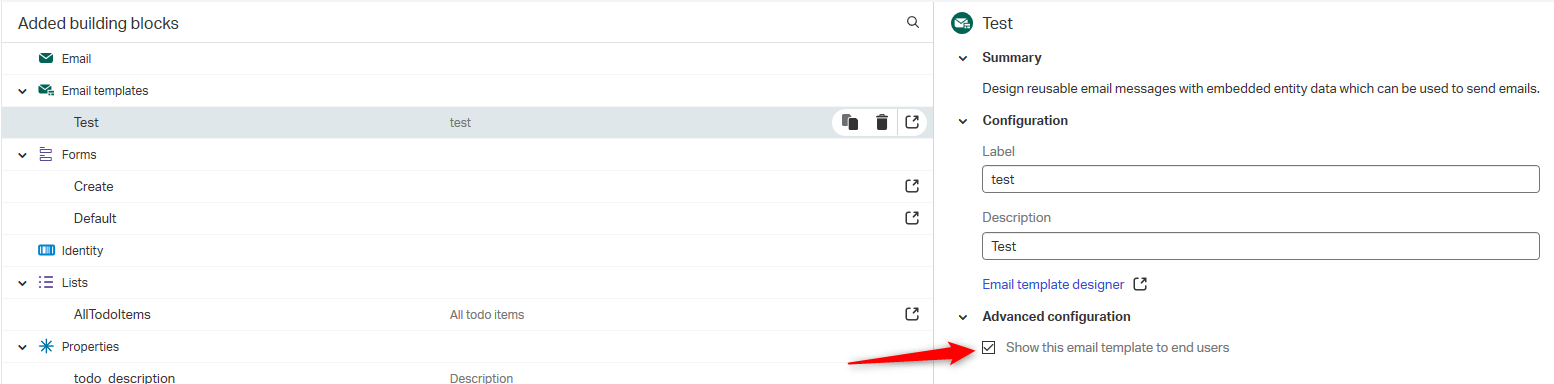 Added building blocks
Email
Email templates
Test test
Forms
Create
Default
Identity
Lists
AllTodoItems All todo items
Properties
todo_description Description
Test
Summary
Design reusable email messages with embedded entity data which can be used to send emails.
Configuration
Label
test
Description
Test
Email template designer
Advanced configuration
Show this email template to end users